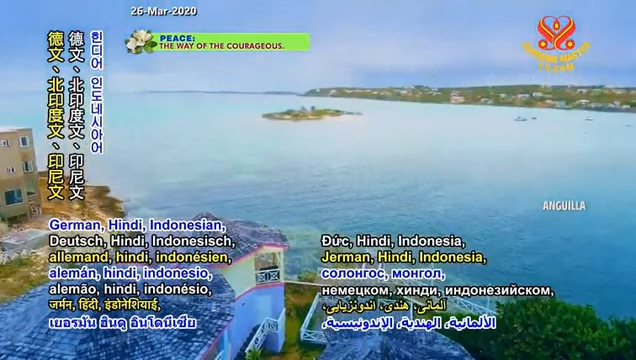 26-Mar-2020
PEACE:
THE WAY OF THE COURAGEOUS.
SUPREME MASTER
TELEVISION
德文、北印度文、印尼文
德文、北印度文、印尼文
힌디어 인도네시아어
ANGUILLA
German, Hindi, Indonesian,
Deutsch, Hindi, Indonesisch,
allemand, hindi, indonésien,
alemán, hindi, indonesio,
alemão, hindi, indonésio,
जर्मन, हिंदी, इंडोनेशियाई,
เยอรมัน ฮินดู อินโดนีเซีย
Đức, Hindi, Indonesia,
Jerman, Hindi, Indonesia,
солонгос, монгол,
немецком, хинди, индонезийском,
آلمانی، هندی، اندونزیایی،
الألمانية، الهندية، الإندونيسية،